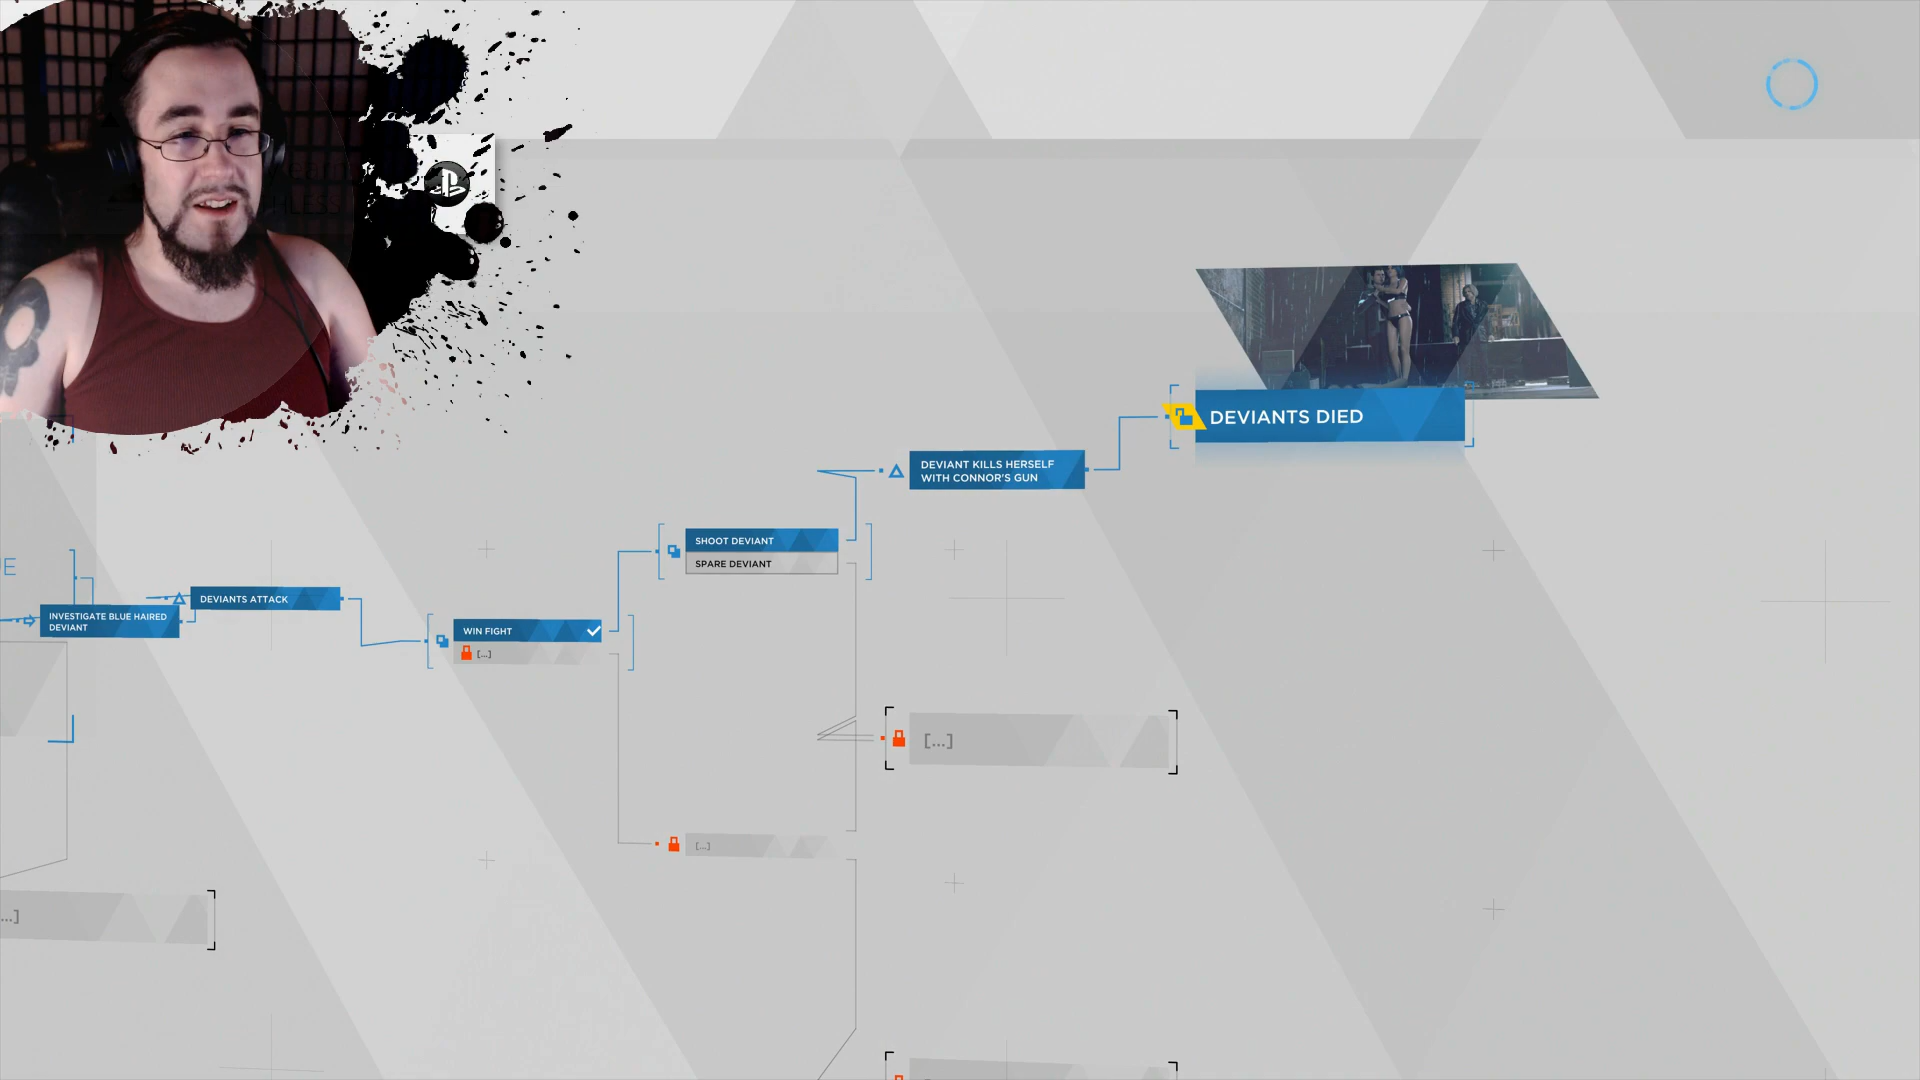 DEVIANTS DIED
DEVIANT KILLS HERSELF
WITH CONNOR'S GUN
SHOOT DEVIANT
SPARE DEVIANT
E
DEVIANTS ATTACK
INVESTIGATE BLUE HAIRED
DEVIANT
WIN FIGHT
[...]
[...]
[...]
...]